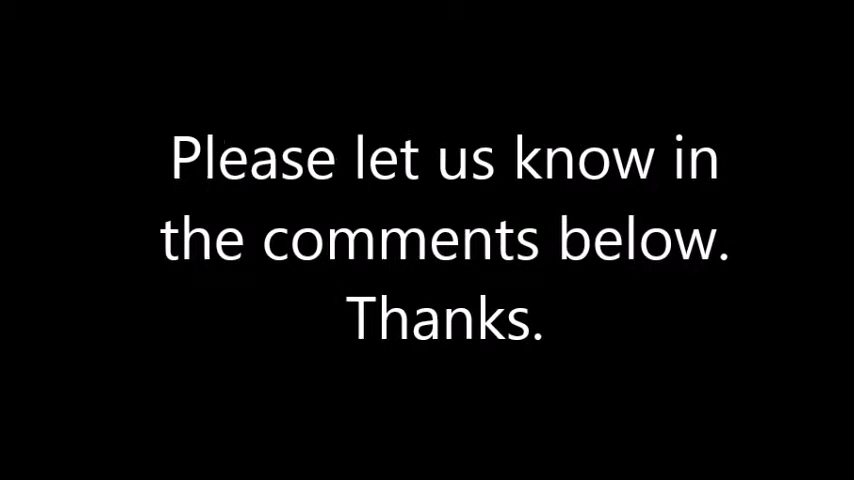 Please let us know in
the comments below.
Thanks.